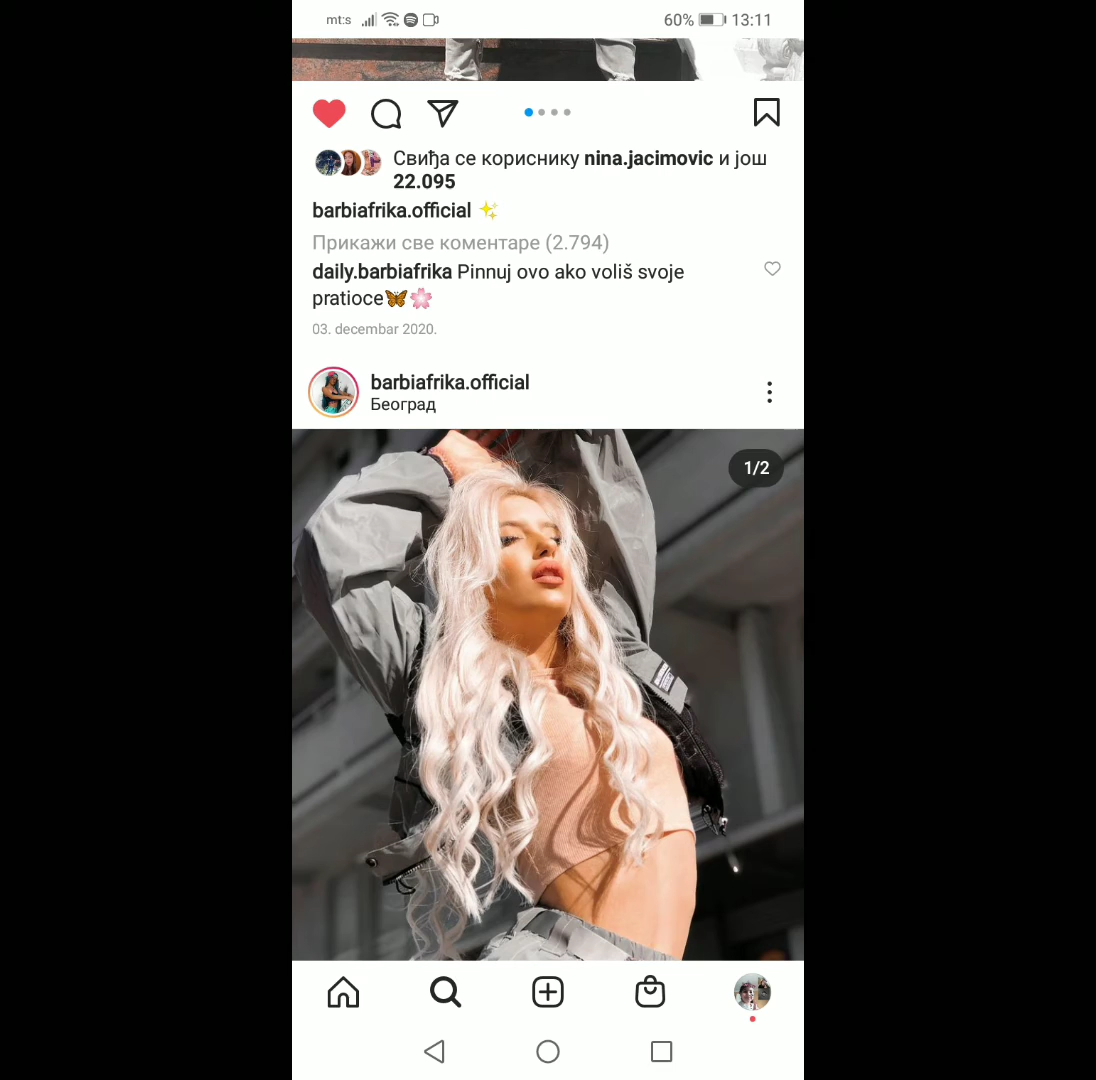 mt:s 60% 13:11
Свиђа се кориснику nina.jacimovic и још
22.095
barbiafrika.official ✨
Прикажи све коментаре (2.794)
daily.barbiafrika Pinnuj ovo ako voliš svoje
pratioce🦋🌸
03. decembar 2020.
barbiafrika.official
Београд
1/2